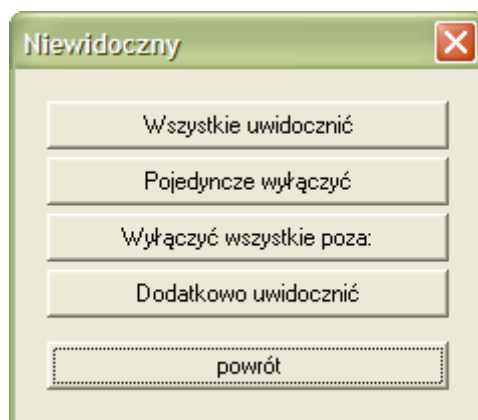 Niewidoczny
Wszystkie uwidocznić
Pojedyncze wyłączyć
Wyłączyć wszystkie poza:
Dodatkowo uwidocznić
powrót